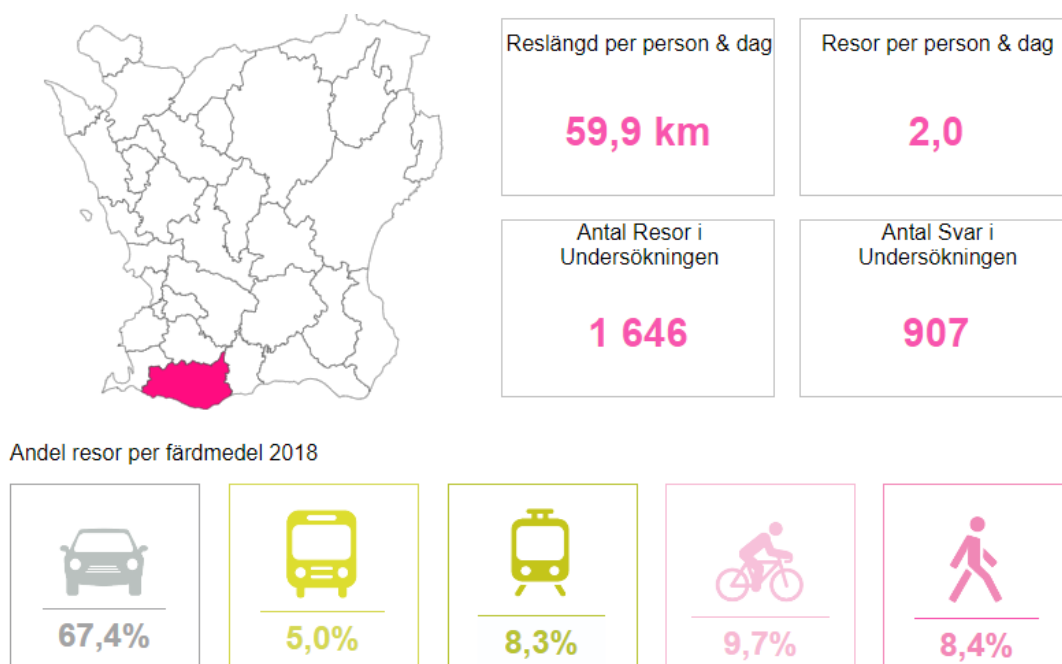 Reslängd per person & dag
59,9 km
Resor per person & dag
2,0
Antal Resor i
Undersökningen
1 646
Antal Svar i
Undersökningen
907
Andel resor per färdmedel 2018
67,4%
5,0%
8,3%
9,7%
8,4%